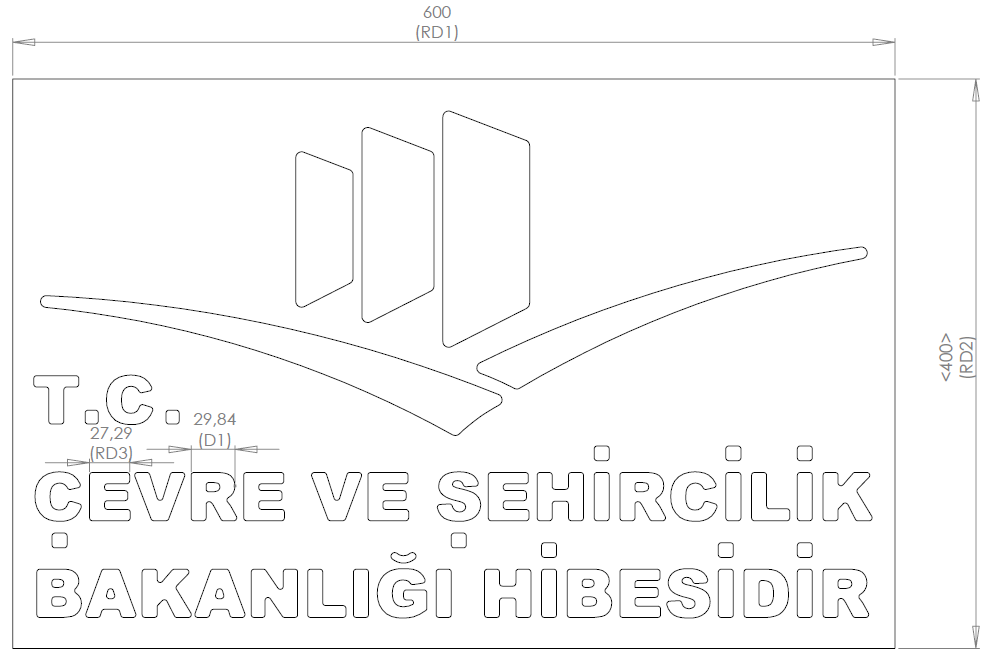 600
(RD1)
<400>
(RD2)
T.C.
27,29
(RD3)
29,84
(D1)
ÇEVRE VE ŞEHİRCİLİK
BAKANLIĞI HİBESİDİR